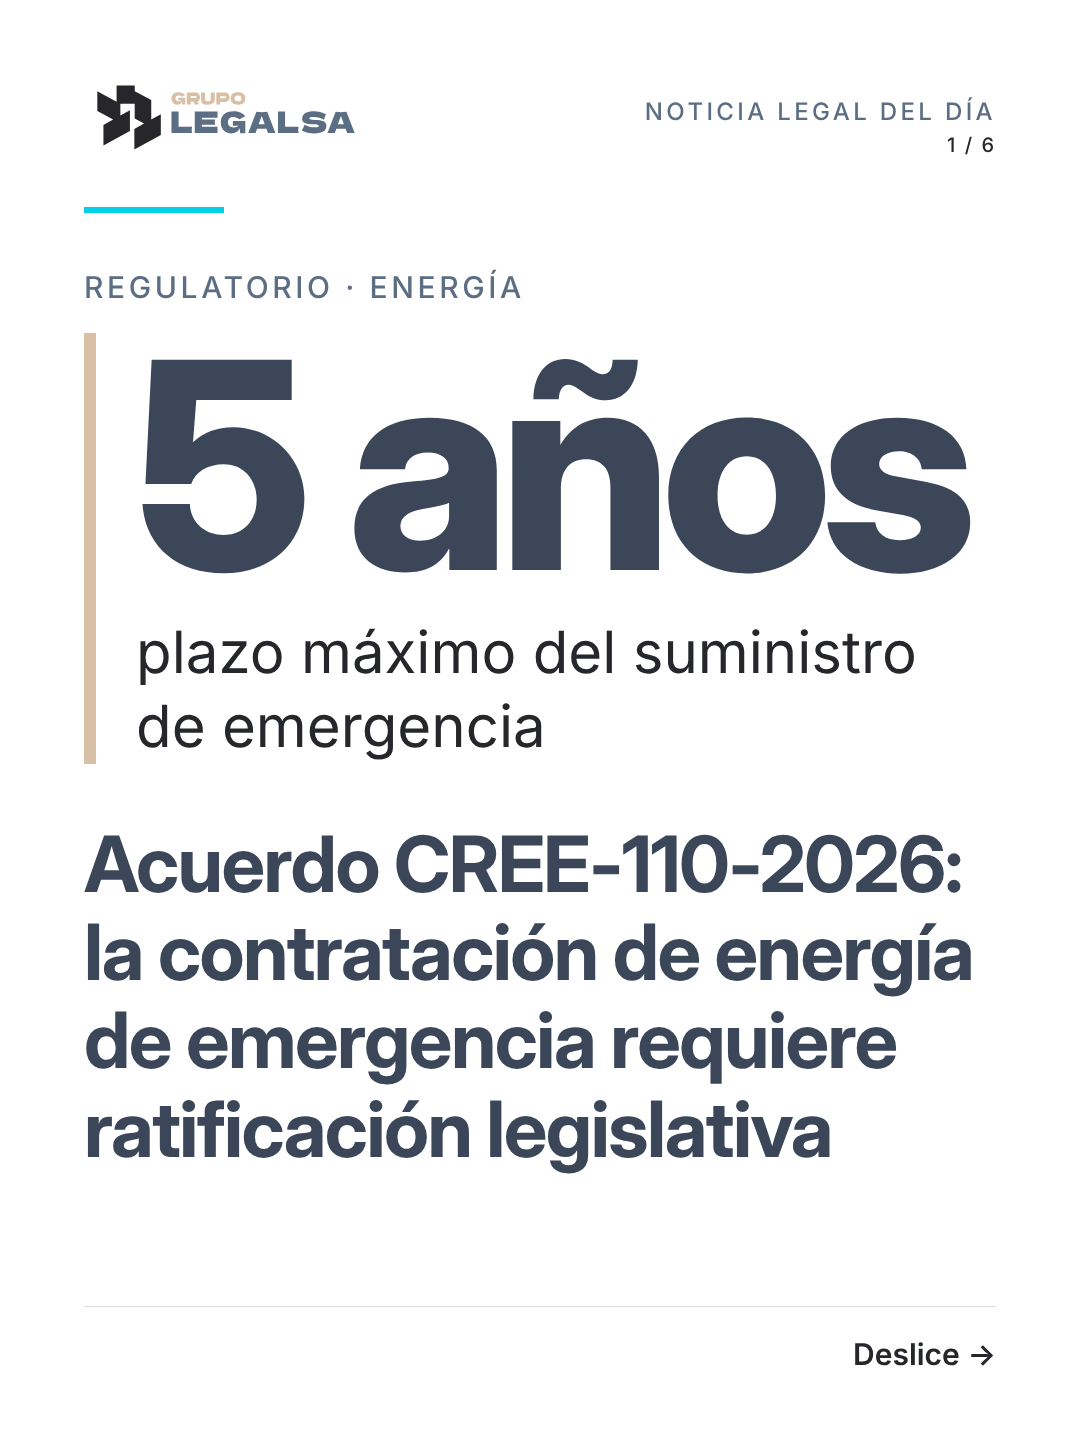 GRUPO
LEGALSA
NOTICIA LEGAL DEL DÍA
1 / 6
REGULATORIO · ENERGÍA
5 años
plazo máximo del suministro
de emergencia
Acuerdo CREE-110-2026:
la contratación de energía
de emergencia requiere
ratificación legislativa
Deslice →